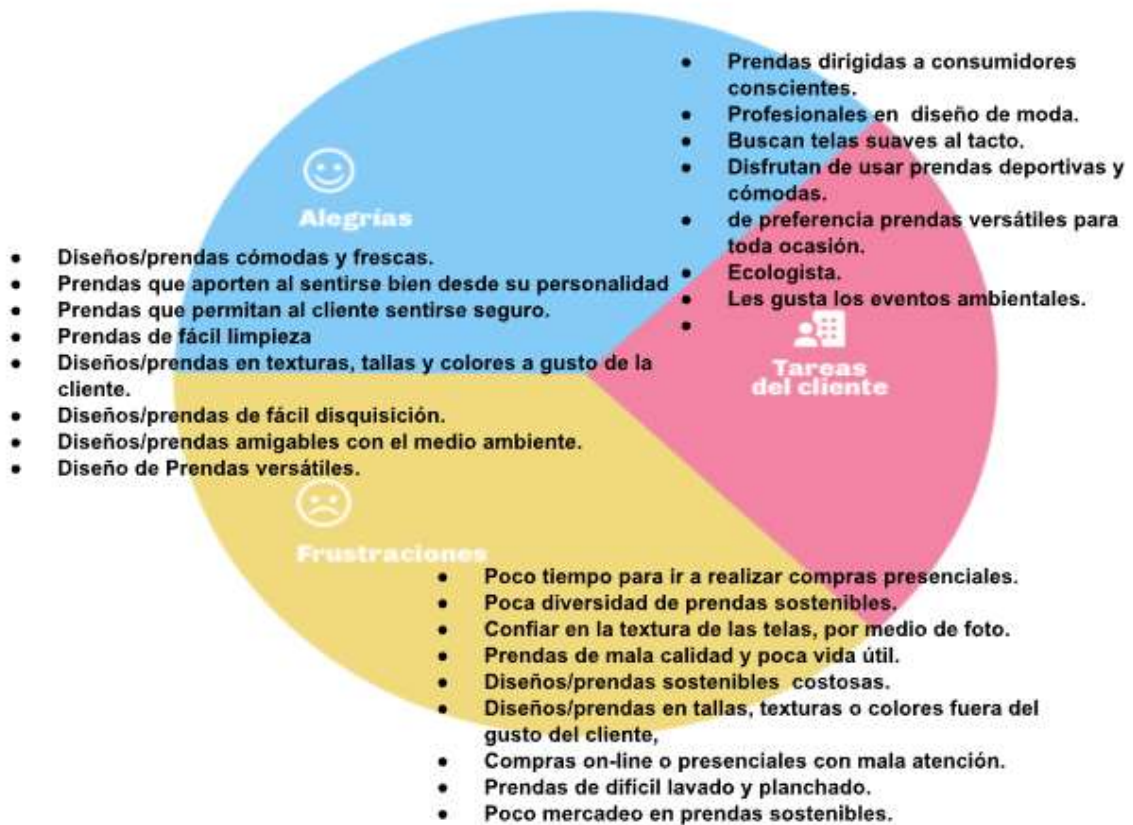 ● Prendas dirigidas a consumidores
conscientes.
● Profesionales en diseño de moda.
● Buscan telas suaves al tacto.
● Disfrutan de usar prendas deportivas y
cómodas.
● de preferencia prendas versátiles para
toda ocasión.
● Ecologista.
● Les gusta los eventos ambientales.
●
Tareas
del cliente
Alegrías
● Diseños/prendas cómodas y frescas.
● Prendas que aporten al sentirse bien desde su personalidad
● Prendas que permitan al cliente sentirse seguro.
● Prendas de fácil limpieza
● Diseños/prendas en texturas, tallas y colores a gusto de la
cliente.
● Diseños/prendas de fácil disquisición.
● Diseños/prendas amigables con el medio ambiente.
● Diseño de Prendas versátiles.
Frustraciones
● Poco tiempo para ir a realizar compras presenciales.
● Poca diversidad de prendas sostenibles.
● Confiar en la textura de las telas, por medio de foto.
● Prendas de mala calidad y poca vida útil.
● Diseños/prendas sostenibles costosas.
● Diseños/prendas en tallas, texturas o colores fuera del
gusto del cliente,
● Compras on-line o presenciales con mala atención.
● Prendas de difícil lavado y planchado.
● Poco mercadeo en prendas sostenibles.